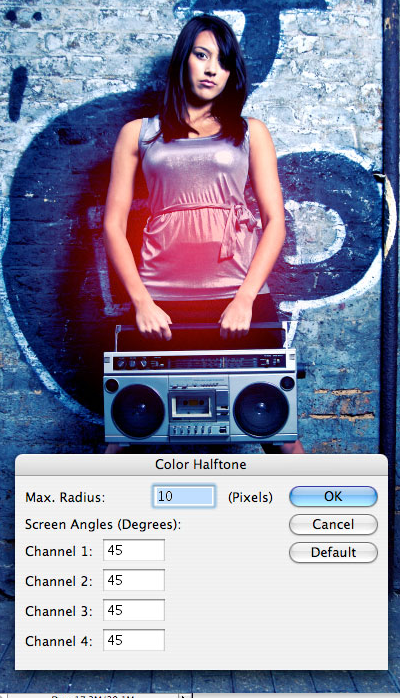 Color Halftone
Max. Radius: 10 (Pixels) OK
Screen Angles (Degrees): Cancel
Channel 1: 45 Default
Channel 2: 45
Channel 3: 45
Channel 4: 45